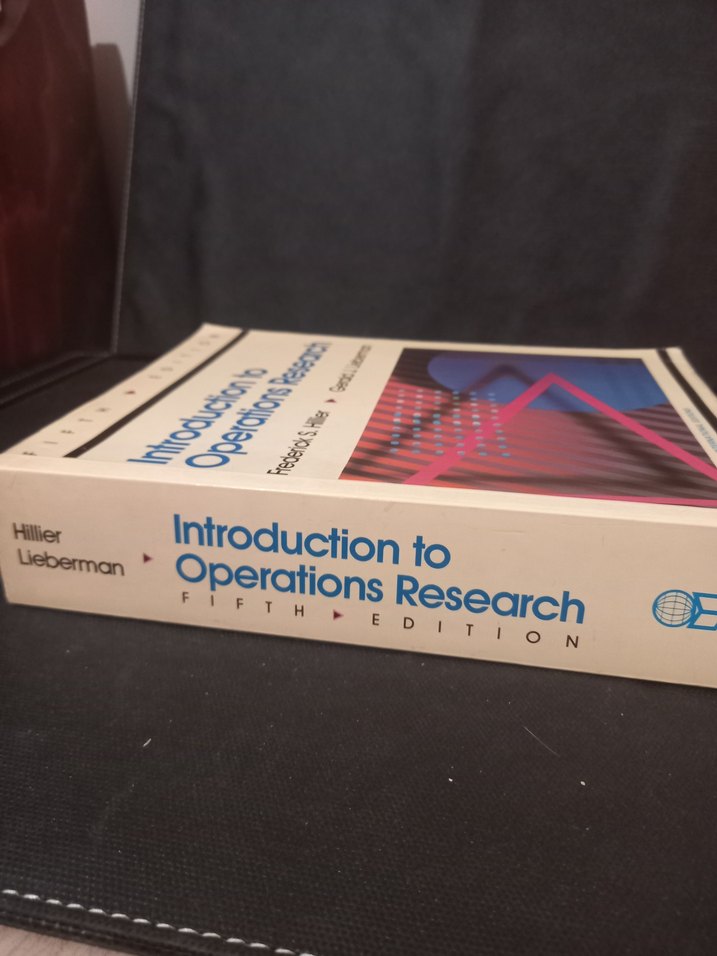 FIFTH ▸ EDITION
Introduction to
Operations Research
Frederick S. Hillier ▸ Gerald J. Lieberman
Hillier
Lieberman ▸
Introduction to
Operations Research
FIFTH ▸ EDITION